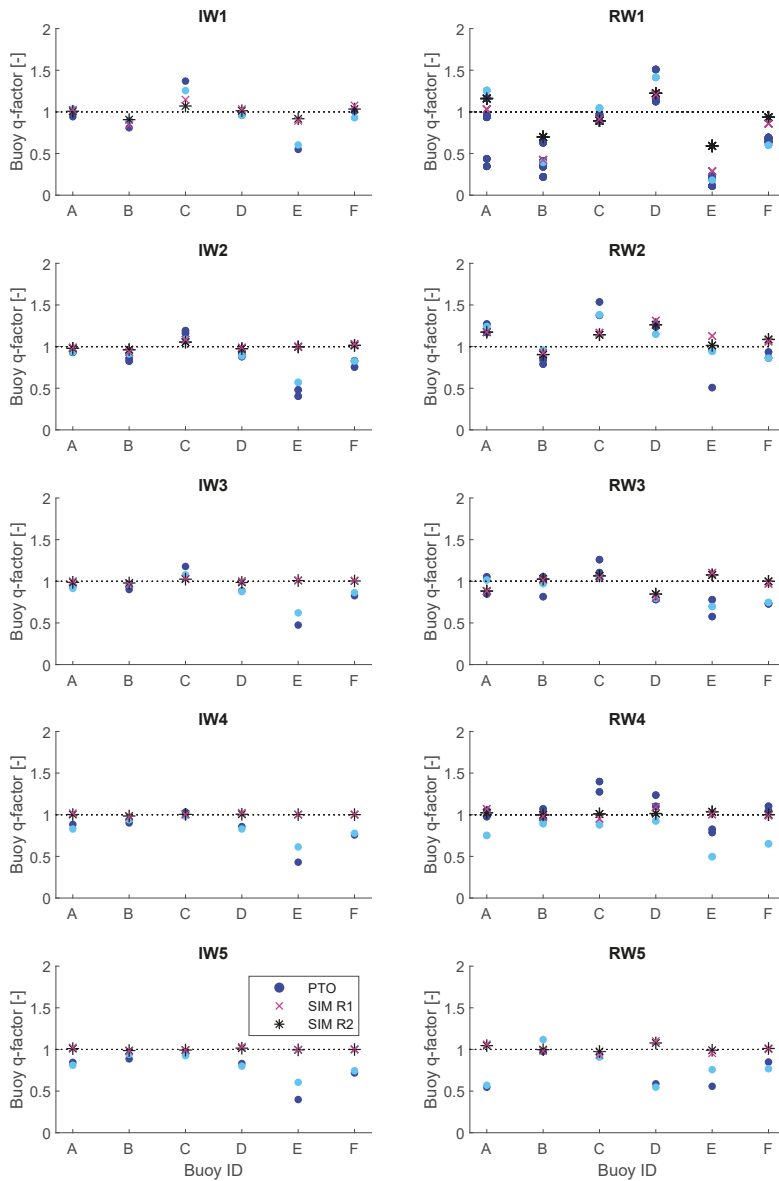 IW1
Buoy q-factor [-]
2
1.5
1
0.5
0
A B C D E F
RW1
Buoy q-factor [-]
2
1.5
1
0.5
0
A B C D E F
IW2
Buoy q-factor [-]
2
1.5
1
0.5
0
A B C D E F
RW2
Buoy q-factor [-]
2
1.5
1
0.5
0
A B C D E F
IW3
Buoy q-factor [-]
2
1.5
1
0.5
0
A B C D E F
RW3
Buoy q-factor [-]
2
1.5
1
0.5
0
A B C D E F
IW4
Buoy q-factor [-]
2
1.5
1
0.5
0
A B C D E F
RW4
Buoy q-factor [-]
2
1.5
1
0.5
0
A B C D E F
IW5
Buoy q-factor [-]
2
1.5
1
0.5
0
PTO
SIM R1
SIM R2
A B C D E F
Buoy ID
RW5
Buoy q-factor [-]
2
1.5
1
0.5
0
A B C D E F
Buoy ID